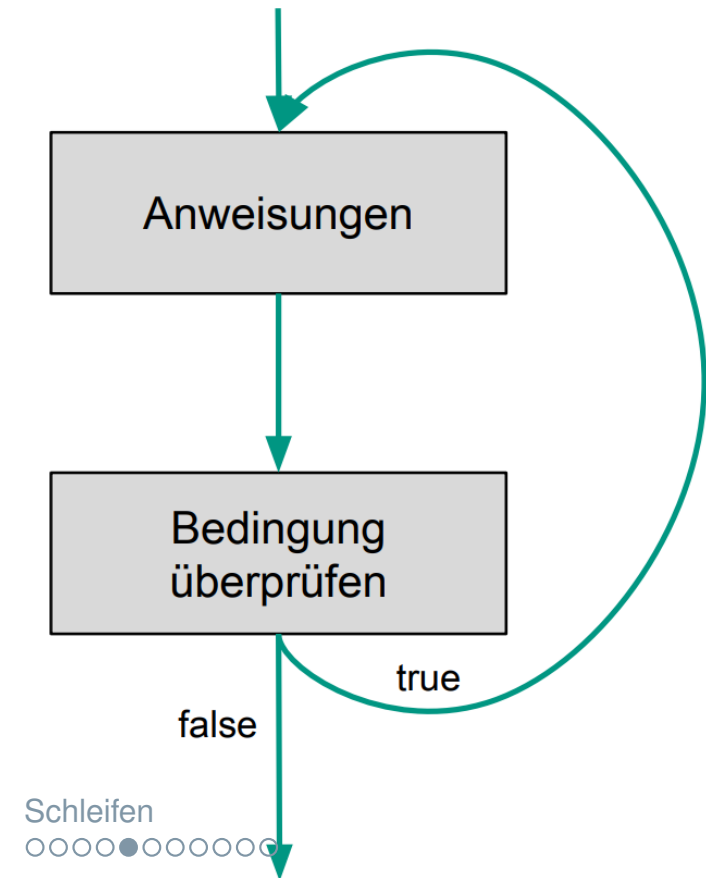 Anweisungen
Bedingung
überprüfen
true
false
Schleifen